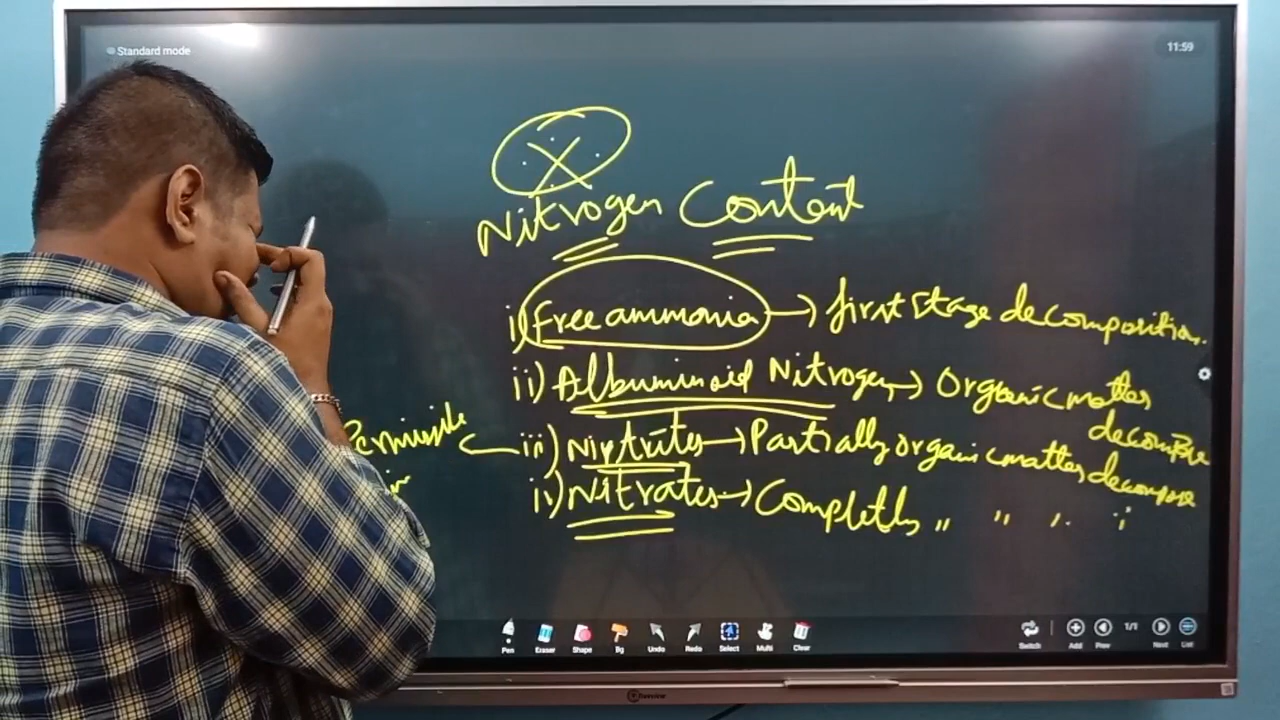 Standard mode
11:59
X
Nitrogen Content
i) Free ammonia → first stage decomposition.
ii) Albuminoid Nitrogen → Organic matter
decompose
iii) Nitrites → Partially organic matter decompose
Permissible
iv) Nitrates → Completely " " " "
Pen Eraser Shape Bg Undo Redo Select Multi Clear
Switch Add Prev 1/1 Next List